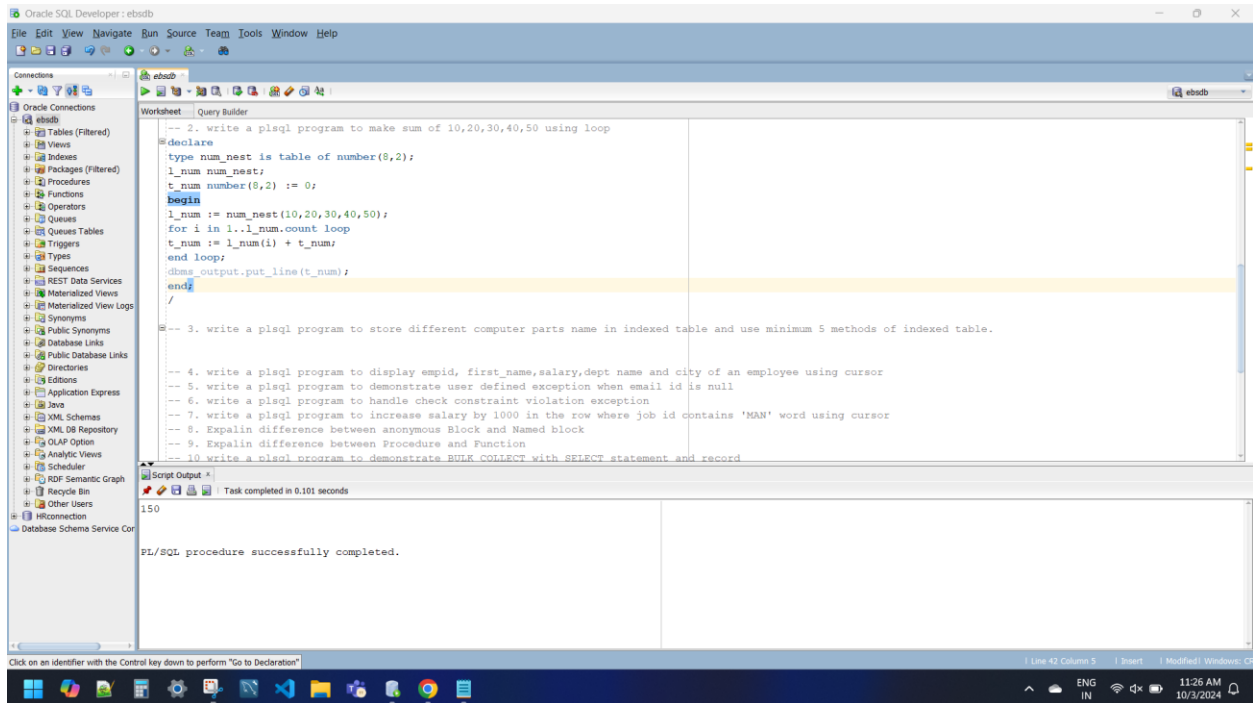 Oracle SQL Developer : ebsdb
File Edit View Navigate Run Source Team Tools Window Help
Connections
ebsdb
ebsdb
Oracle Connections
ebsdb
Tables (Filtered)
Views
Indexes
Packages (Filtered)
Procedures
Functions
Operators
Queues
Queues Tables
Triggers
Types
Sequences
REST Data Services
Materialized Views
Materialized View Logs
Synonyms
Public Synonyms
Database Links
Public Database Links
Directories
Editions
Application Express
Java
XML Schemas
XML DB Repository
OLAP Option
Analytic Views
Scheduler
RDF Semantic Graph
Recycle Bin
Other Users
HRconnection
Database Schema Service Con
Worksheet Query Builder
-- 2. write a plsql program to make sum of 10,20,30,40,50 using loop
declare
type num_nest is table of number(8,2);
l_num num_nest;
t_num number(8,2) := 0;
begin
l_num := num_nest(10,20,30,40,50);
for i in 1..l_num.count loop
t_num := l_num(i) + t_num;
end loop;
dbms_output.put_line(t_num);
end;
/
-- 3. write a plsql program to store different computer parts name in indexed table and use minimum 5 methods of indexed table.
-- 4. write a plsql program to display empid, first_name,salary,dept name and city of an employee using cursor
-- 5. write a plsql program to demonstrate user defined exception when email id is null
-- 6. write a plsql program to handle check constraint violation exception
-- 7. write a plsql program to increase salary by 1000 in the row where job id contains 'MAN' word using cursor
-- 8. Expalin difference between anonymous Block and Named block
-- 9. Expalin difference between Procedure and Function
-- 10 write a plsql program to demonstrate BULK COLLECT with SELECT statement and record
Script Output
Task completed in 0.101 seconds
150
PL/SQL procedure successfully completed.
Click on an identifier with the Control key down to perform "Go to Declaration"
Line 42 Column 5 Insert Modified Windows: CR
ENG
IN
11:26 AM
10/3/2024